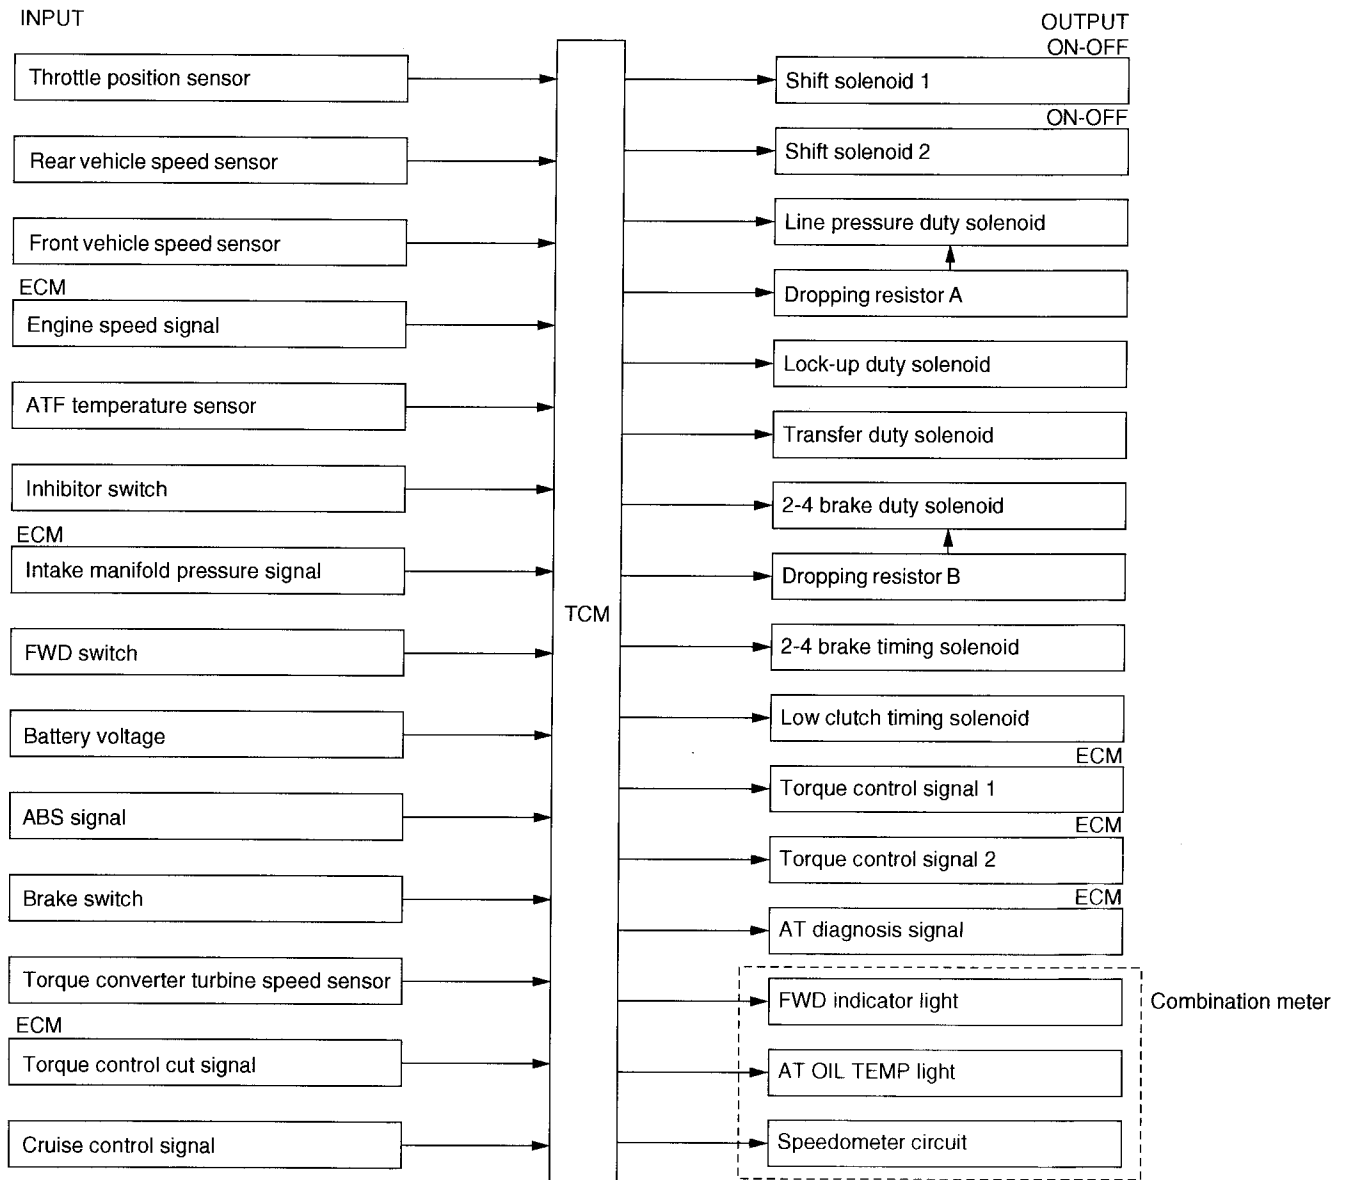 INPUT
Throttle position sensor
Rear vehicle speed sensor
Front vehicle speed sensor
ECM
Engine speed signal
ATF temperature sensor
Inhibitor switch
ECM
Intake manifold pressure signal
FWD switch
Battery voltage
ABS signal
Brake switch
Torque converter turbine speed sensor
ECM
Torque control cut signal
Cruise control signal
TCM
OUTPUT
ON-OFF
Shift solenoid 1
ON-OFF
Shift solenoid 2
Line pressure duty solenoid
Dropping resistor A
Lock-up duty solenoid
Transfer duty solenoid
2-4 brake duty solenoid
Dropping resistor B
2-4 brake timing solenoid
Low clutch timing solenoid
ECM
Torque control signal 1
ECM
Torque control signal 2
ECM
AT diagnosis signal
FWD indicator light
Combination meter
AT OIL TEMP light
Speedometer circuit